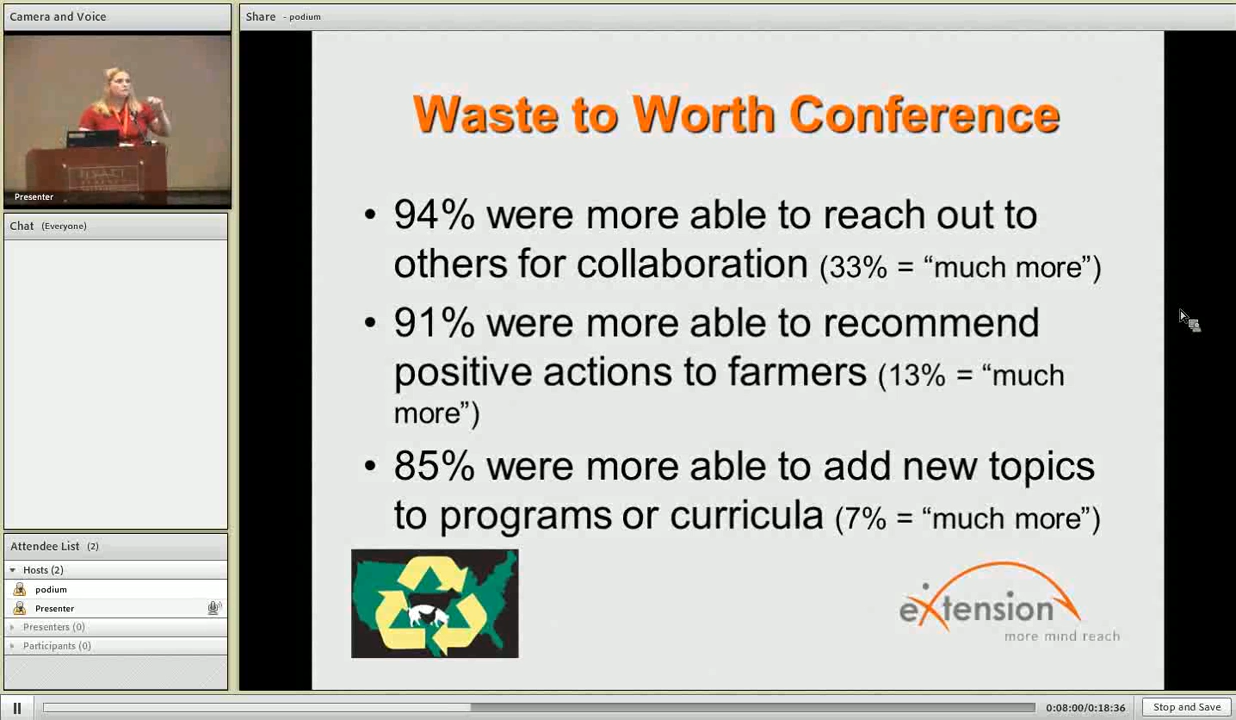 Camera and Voice
Share - podium
Presenter
Chat (Everyone)
Waste to Worth Conference
• 94% were more able to reach out to
others for collaboration (33% = “much more”)
• 91% were more able to recommend
positive actions to farmers (13% = “much
more”)
• 85% were more able to add new topics
to programs or curricula (7% = “much more”)
eXtension
more mind reach
Attendee List (2)
Hosts (2)
podium
Presenter
Presenters (0)
Participants (0)
0:08:00/0:18:36
Stop and Save